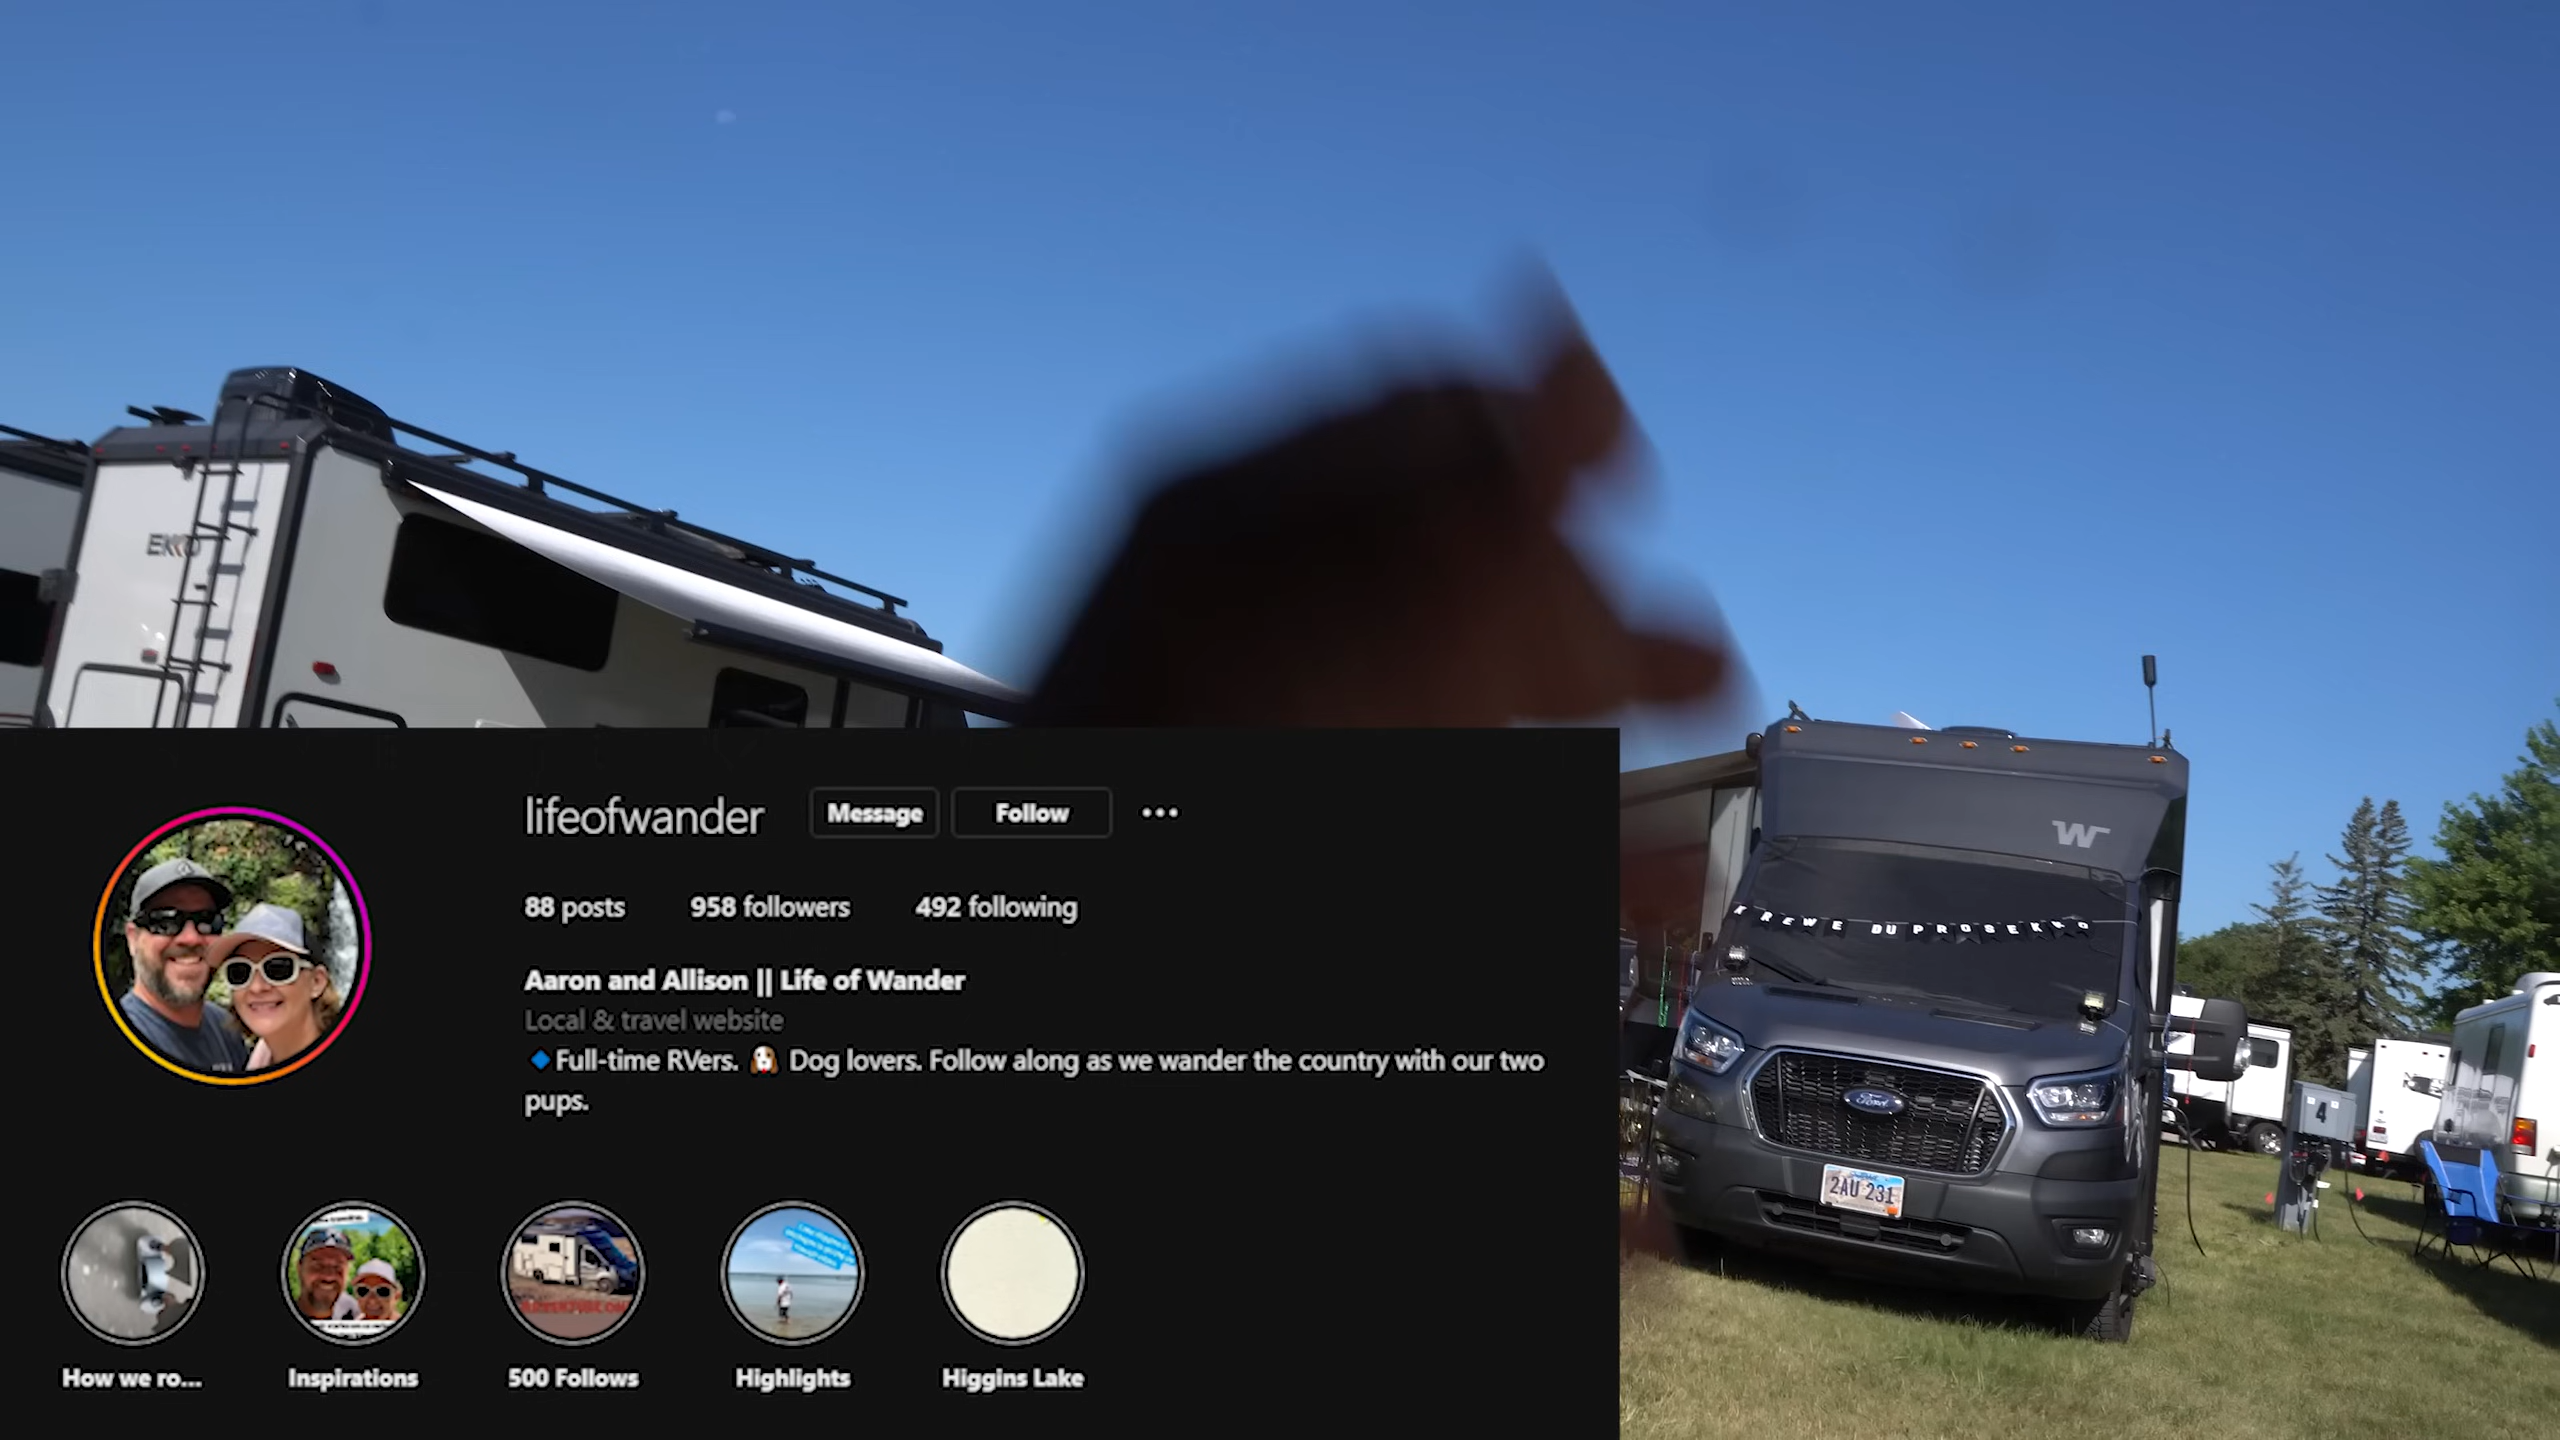 EKKO
W
KREWE DU PROSEKKO
Ford
2AU 231
4
lifeofwander
Message
Follow
88 posts
958 followers
492 following
Aaron and Allison || Life of Wander
Local & travel website
Full-time RVers. Dog lovers. Follow along as we wander the country with our two
pups.
How we ro...
Inspirations
500 Follows
Highlights
Higgins Lake